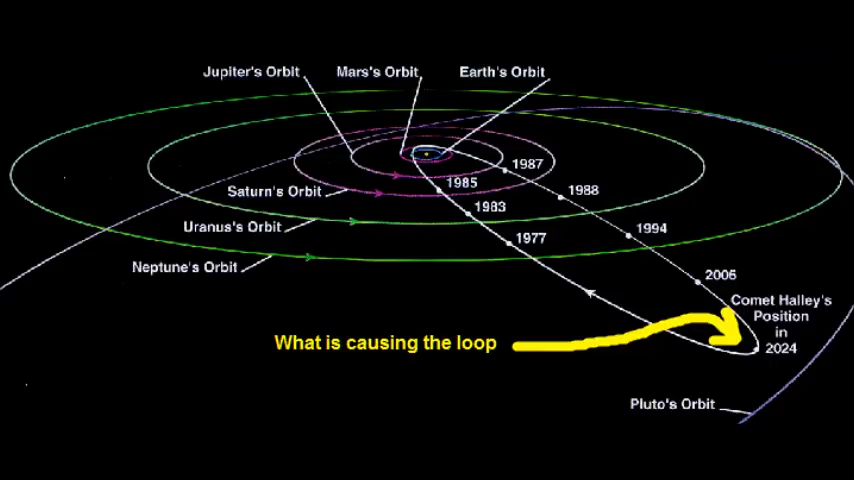 Jupiter's Orbit
Mars's Orbit
Earth's Orbit
1987
1985
1988
Saturn's Orbit
1983
Uranus's Orbit
1994
1977
Neptune's Orbit
2005
Comet Halley's
Position
in
2024
What is causing the loop
Pluto's Orbit